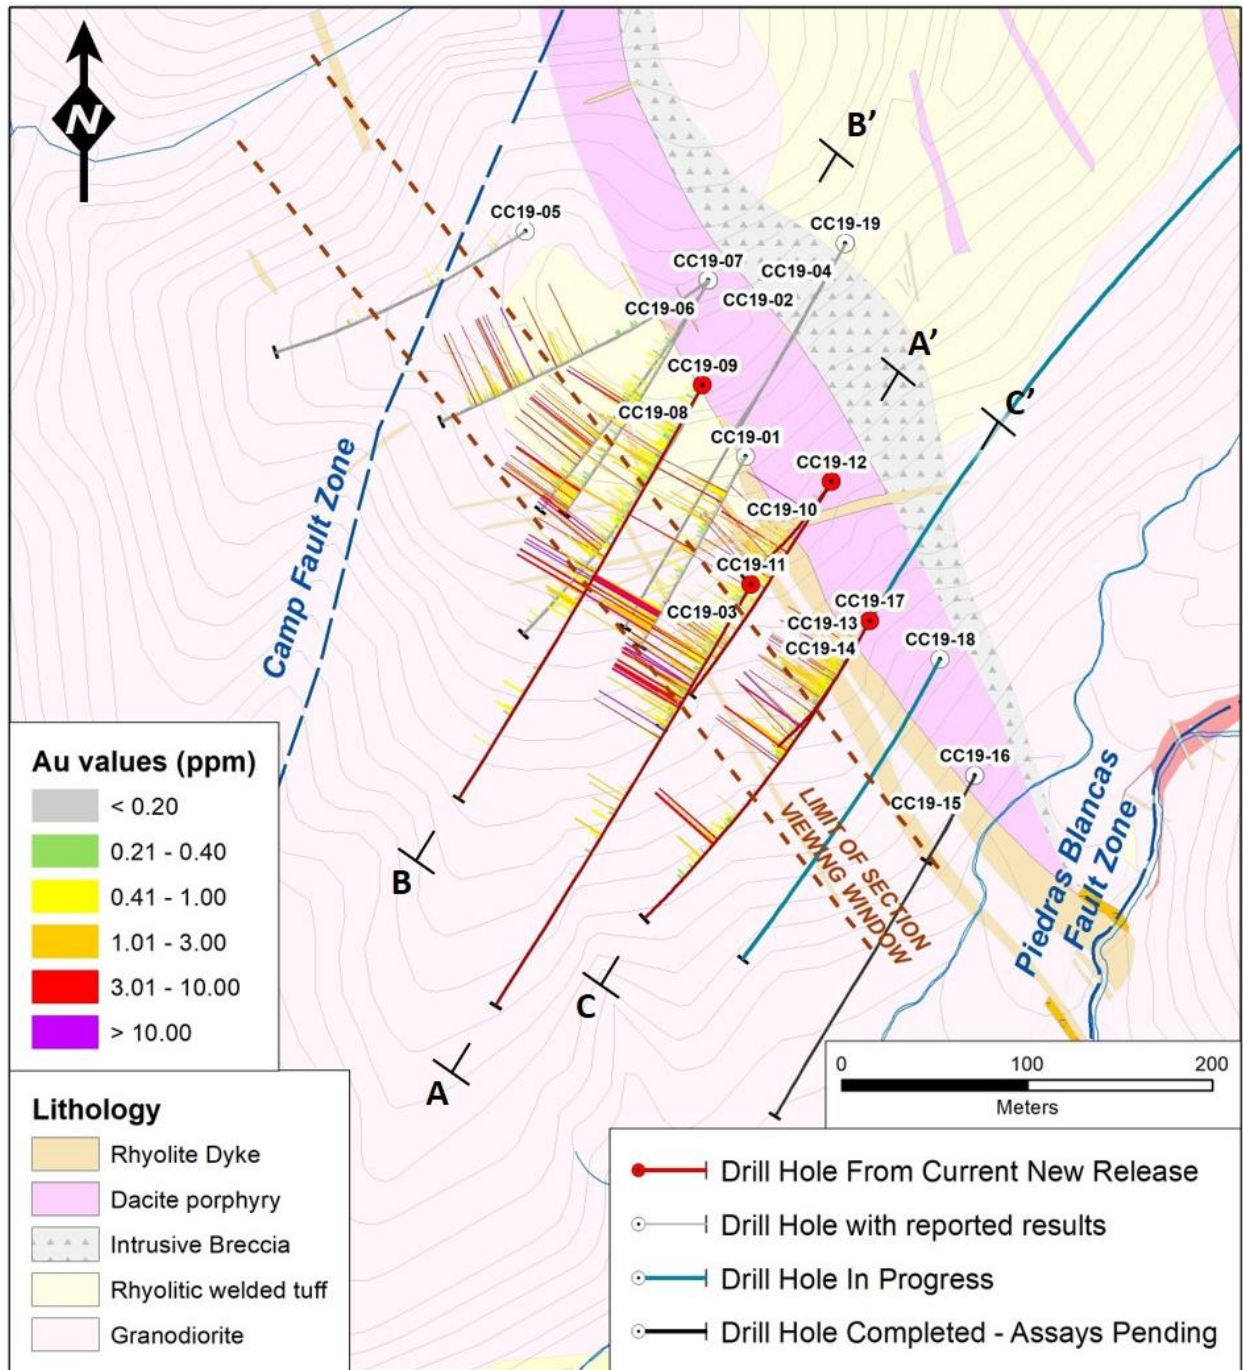 N
B’
CC19-05
CC19-19
CC19-07
CC19-04
CC19-02
CC19-06
A’
CC19-09
C’
CC19-08
CC19-01
CC19-12
CC19-10
CC19-11
CC19-17
CC19-03
CC19-13
CC19-14
CC19-18
CC19-16
CC19-15
Camp Fault Zone
Piedras Blancas
Fault Zone
LIMIT OF SECTION
VIEWING WINDOW
B
C
A
Au values (ppm)
< 0.20
0.21 - 0.40
0.41 - 1.00
1.01 - 3.00
3.01 - 10.00
> 10.00
Lithology
Rhyolite Dyke
Dacite porphyry
Intrusive Breccia
Rhyolitic welded tuff
Granodiorite
0 100 200
Meters
Drill Hole From Current New Release
Drill Hole with reported results
Drill Hole In Progress
Drill Hole Completed - Assays Pending